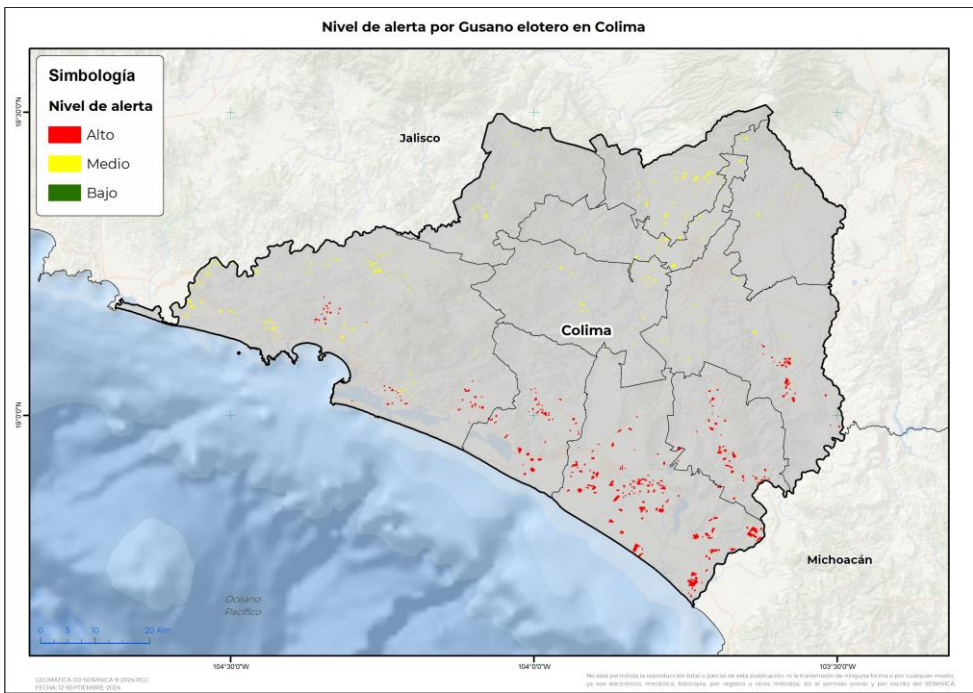 Nivel de alerta por Gusano elotero en Colima
Simbología
Nivel de alerta
Alto
Medio
Bajo
Jalisco
Colima
Michoacán
Oceano
Pacífico
0 5 10 20 Km
19°30'0"N
19°0'0"N
104°30'0"W
104°0'0"W
103°30'0"W
GEOMÁTICA-DJ-SENASICA ® 2024 RGC
FECHA: 12-SEPTIEMBRE-2024
No está permitida la reproducción total o parcial de esta publicación, ni la transmisión de ninguna forma o por cualquier medio,
ya sea electrónico, mecánico, fotocopia, por registro u otros métodos, sin el permiso previo y por escrito del SENASICA.